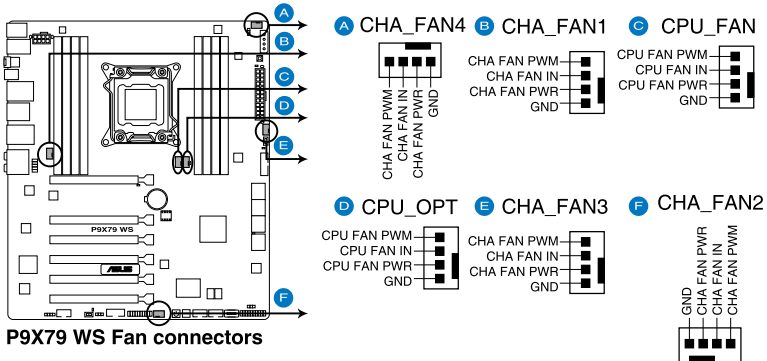 A
B
C
D
E
F
P9X79 WS
ASUS
P9X79 WS Fan connectors
A CHA_FAN4
CHA FAN PWM
CHA FAN IN
CHA FAN PWR
GND
B CHA_FAN1
CHA FAN PWM
CHA FAN IN
CHA FAN PWR
GND
C CPU_FAN
CPU FAN PWM
CPU FAN IN
CPU FAN PWR
GND
D CPU_OPT
CPU FAN PWM
CPU FAN IN
CPU FAN PWR
GND
E CHA_FAN3
CHA FAN PWM
CHA FAN IN
CHA FAN PWR
GND
F CHA_FAN2
GND
CHA FAN PWR
CHA FAN IN
CHA FAN PWM